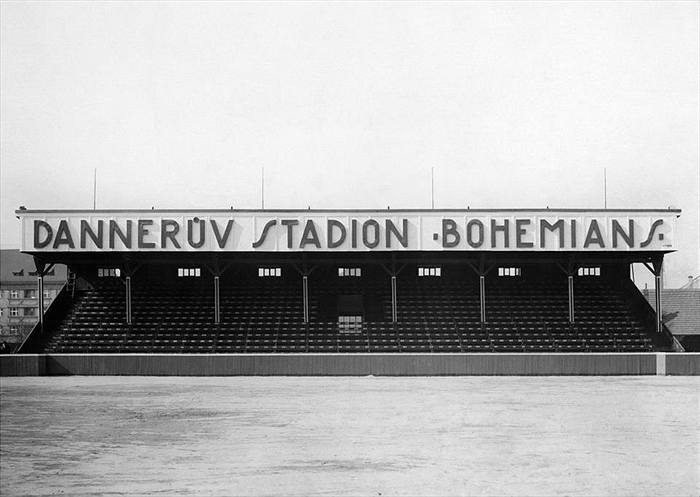 DANNERŮV STADION · BOHEMIANS.